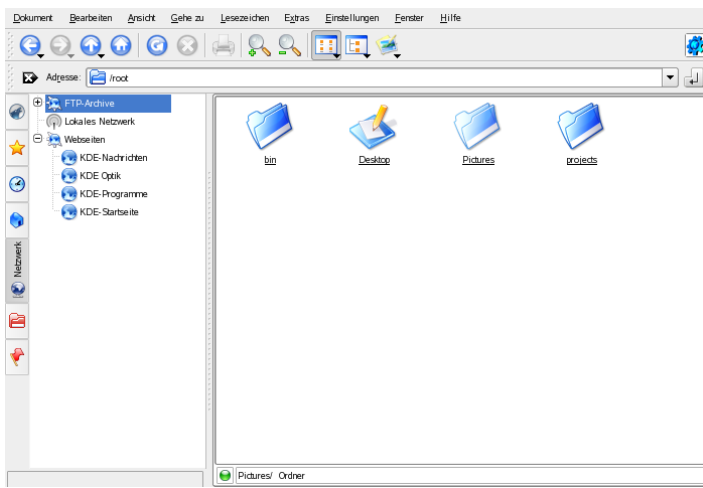 Dokument Bearbeiten Ansicht Gehe zu Lesezeichen Extras Einstellungen Fenster Hilfe
Adresse: /root
FTP-Archive
Lokales Netzwerk
Webseiten
KDE-Nachrichten
KDE Optik
KDE-Programme
KDE-Startseite
Netzwerk
bin Desktop Pictures projects
Pictures/ Ordner